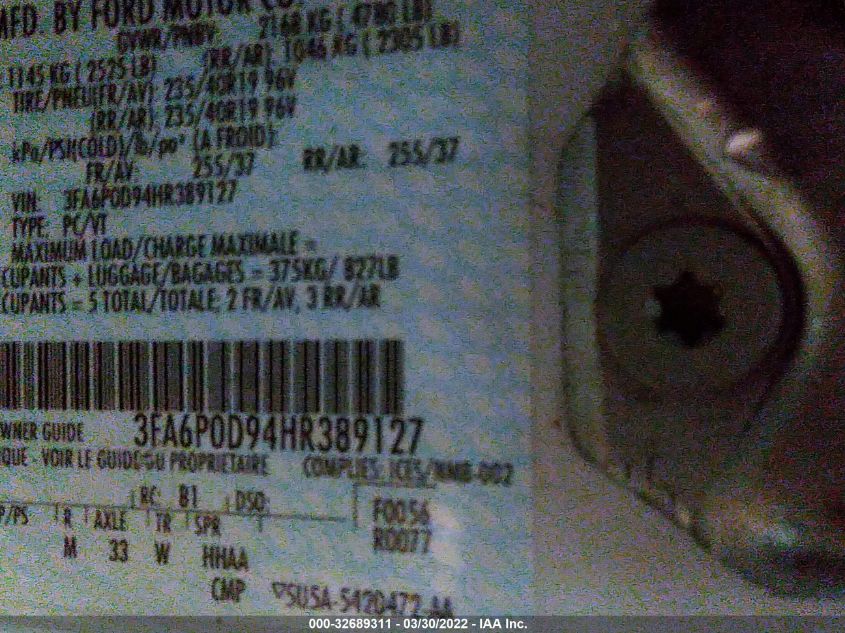 MFD. BY FORD MOTOR CO.
GVWR/PNBV: 2168 KG ( 4780 LB)
1145 KG ( 2525 LB) (RR/AR): 1046 KG ( 2305 LB)
TIRE/PNEU(FR/AV): 235/40R19 96V
(RR/AR): 235/40R19 96V
kPa/PSI(COLD)/lb/po² (A FROID):
FR/AV: 255/37 RR/AR: 255/37
VIN: 3FA6P0D94HR389127
TYPE: PC/VT
MAXIMUM LOAD/CHARGE MAXIMALE =
CUPANTS + LUGGAGE/BAGAGES = 375KG/ 827LB
CUPANTS = 5 TOTAL/TOTALE, 2 FR/AV, 3 RR/AR
3FA6P0D94HR389127
WNER GUIDE
QUE - VOIR LE GUIDE DU PROPRIETAIRE COMPLIES: ICES/NMB-002
RC: B1 DSO: F0056
P/PS R AXLE TR SPR R0077
M 33 W HHAA
CMP ▽5USA-5420472-AA
000-32689311 - 03/30/2022 - IAA Inc.